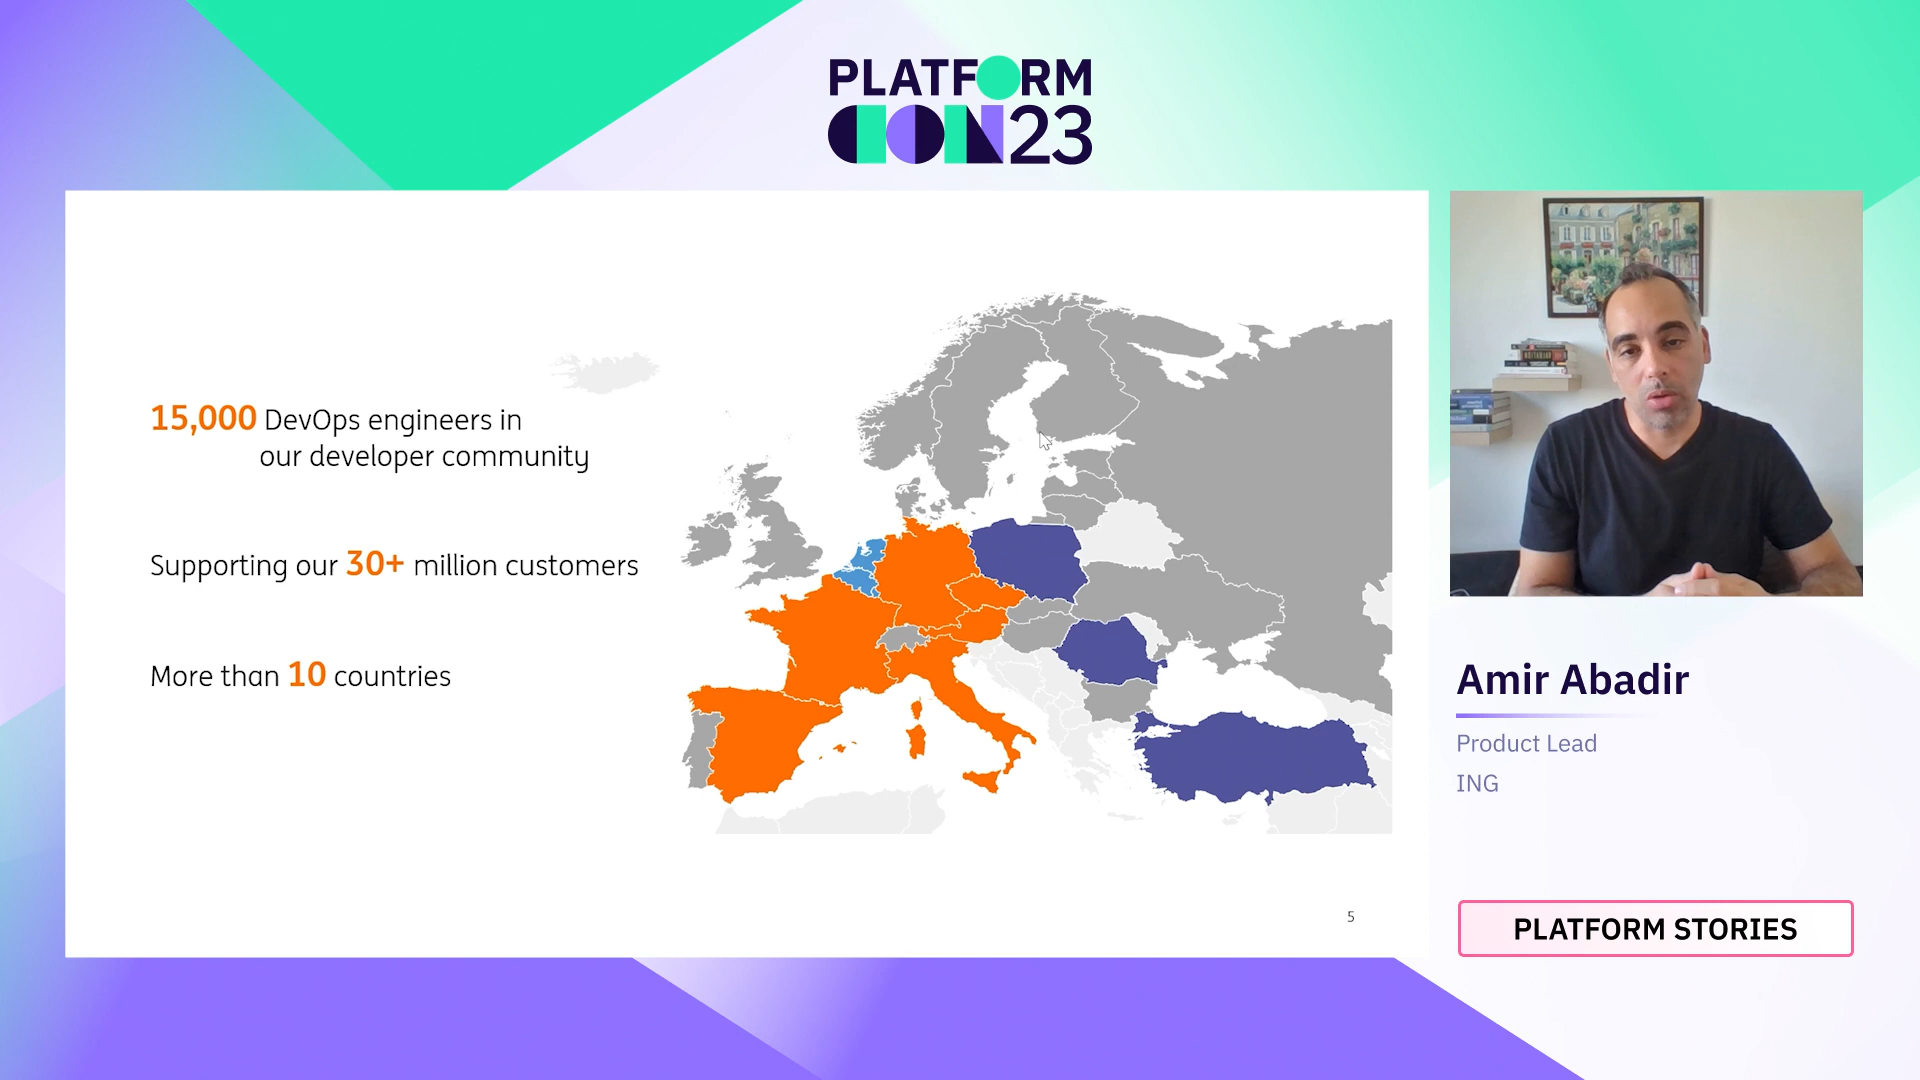 PLATFORM
CON23
15,000 DevOps engineers in
our developer community
Supporting our 30+ million customers
More than 10 countries
5
Amir Abadir
Product Lead
ING
PLATFORM STORIES